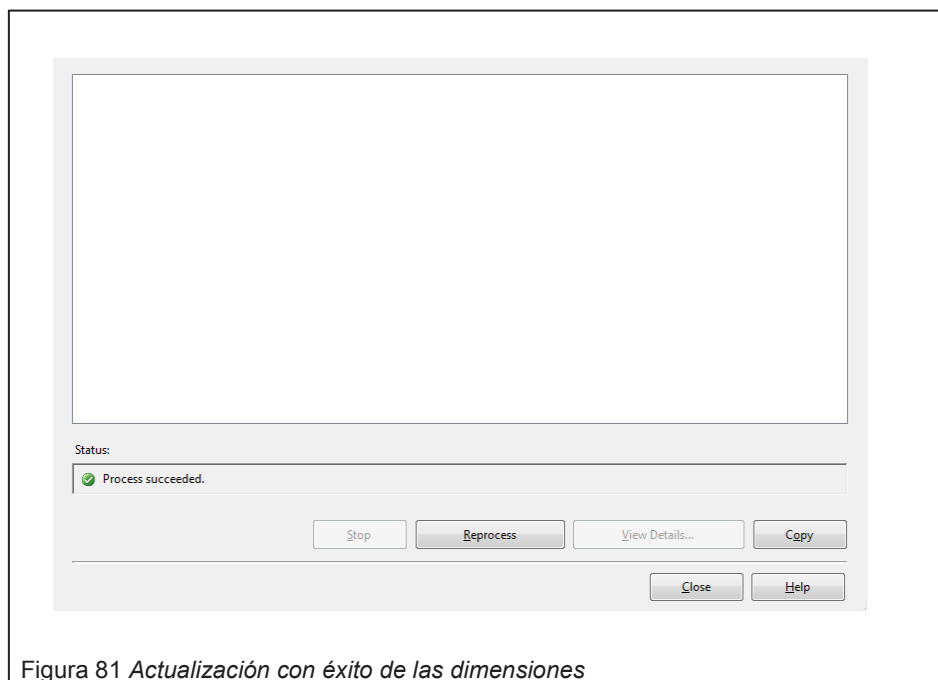 Status:
Process succeeded.
Stop Reprocess View Details... Copy
Close Help
Figura 81 Actualización con éxito de las dimensiones